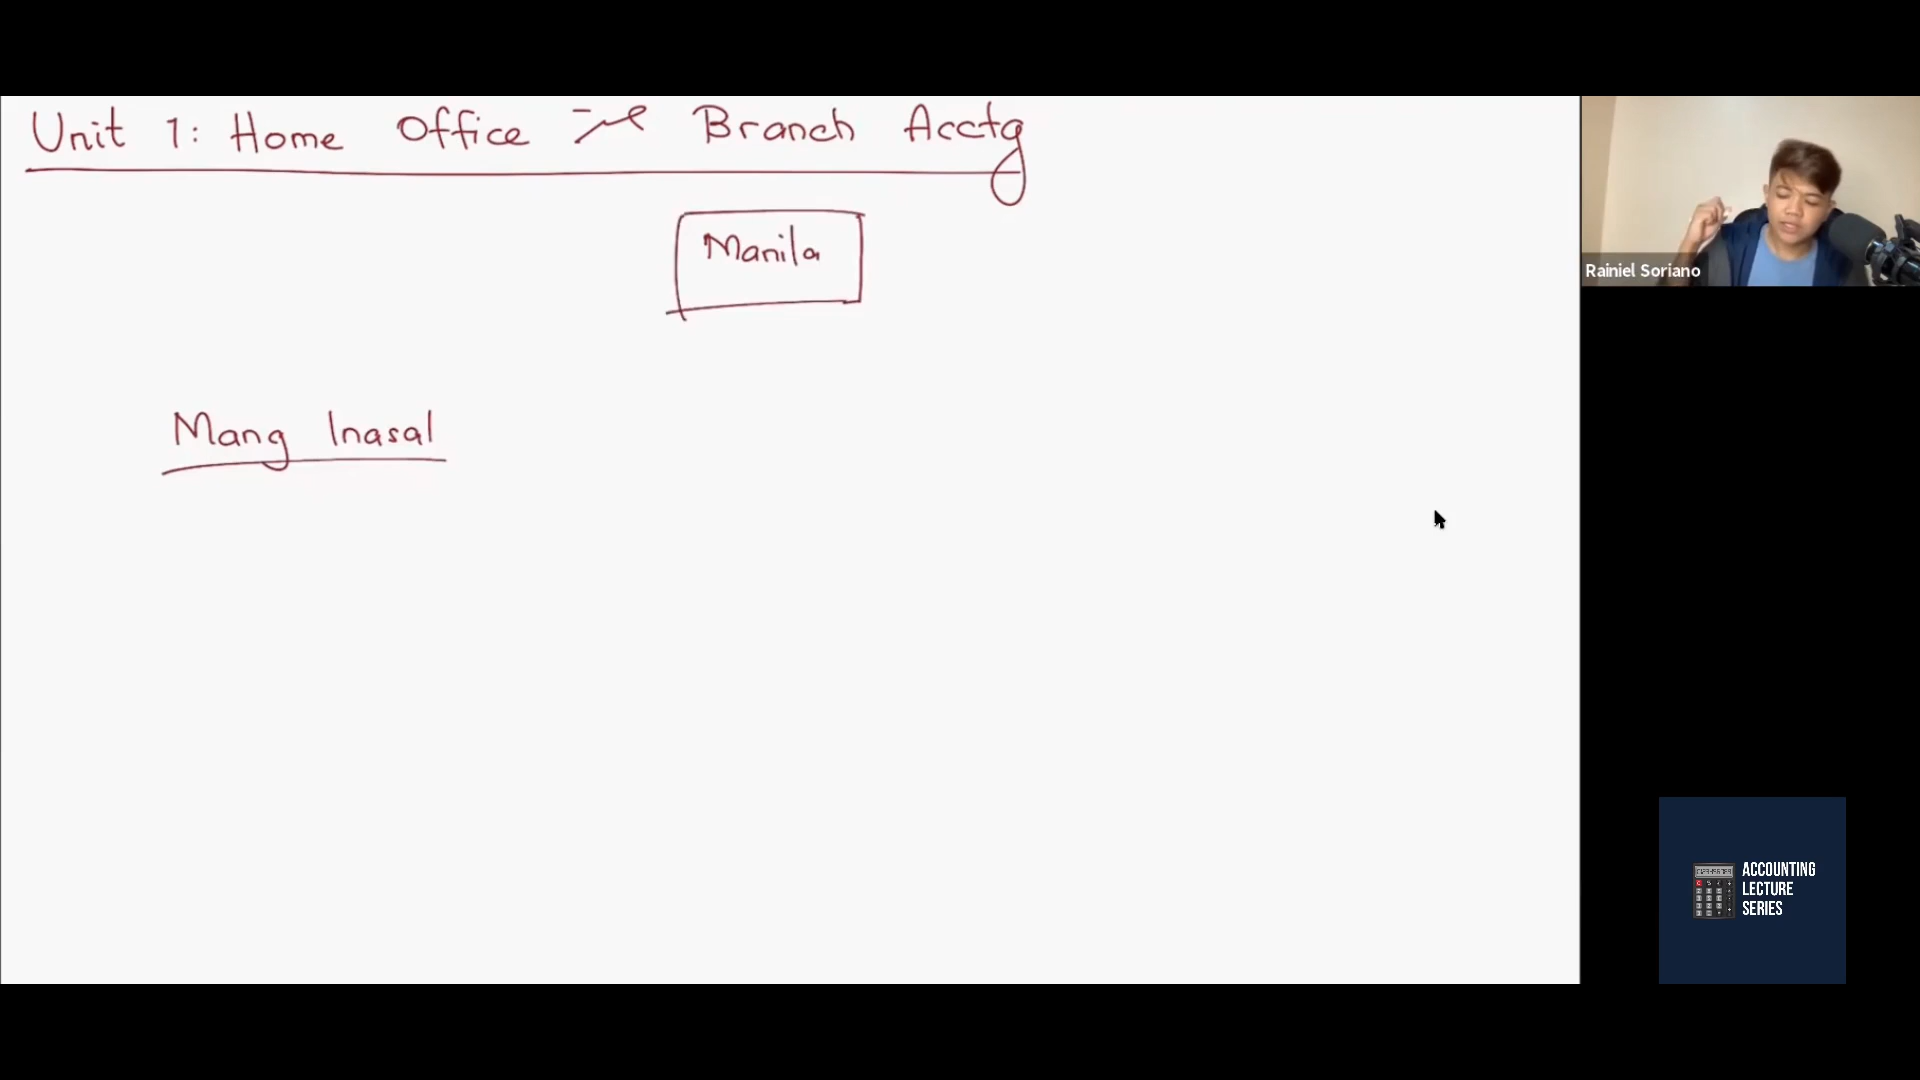 Unit 1: Home Office & Branch Acctg
Manila
Mang Inasal
Rainiel Soriano
ACCOUNTING
LECTURE
SERIES